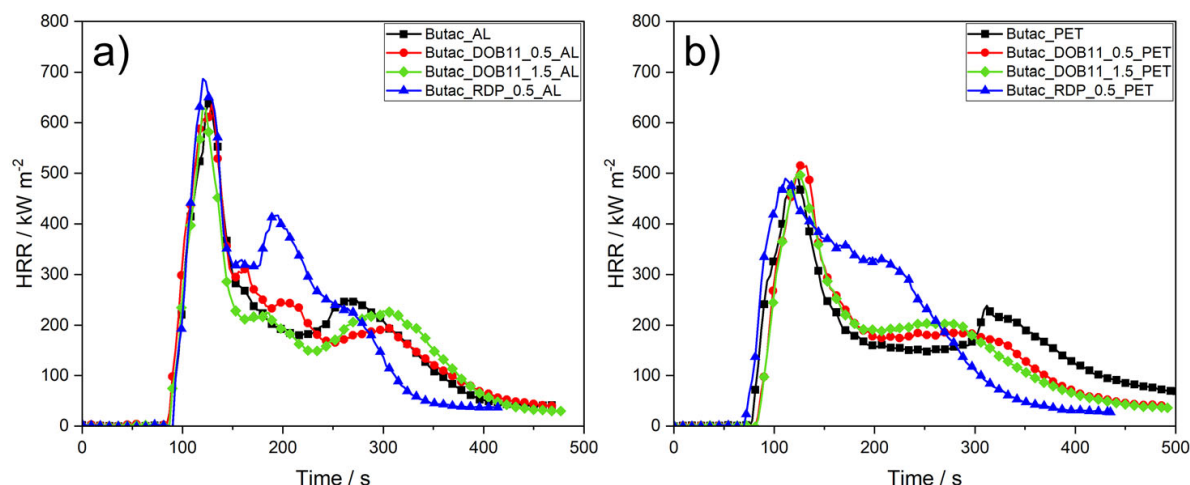 a)
Butac_AL
Butac_DOB11_0.5_AL
Butac_DOB11_1.5_AL
Butac_RDP_0.5_AL
HRR / kW m⁻²
800
700
600
500
400
300
200
100
0
0 100 200 300 400 500
Time / s
b)
Butac_PET
Butac_DOB11_0.5_PET
Butac_DOB11_1.5_PET
Butac_RDP_0.5_PET
HRR / kW m⁻²
800
700
600
500
400
300
200
100
0
0 100 200 300 400 500
Time / s